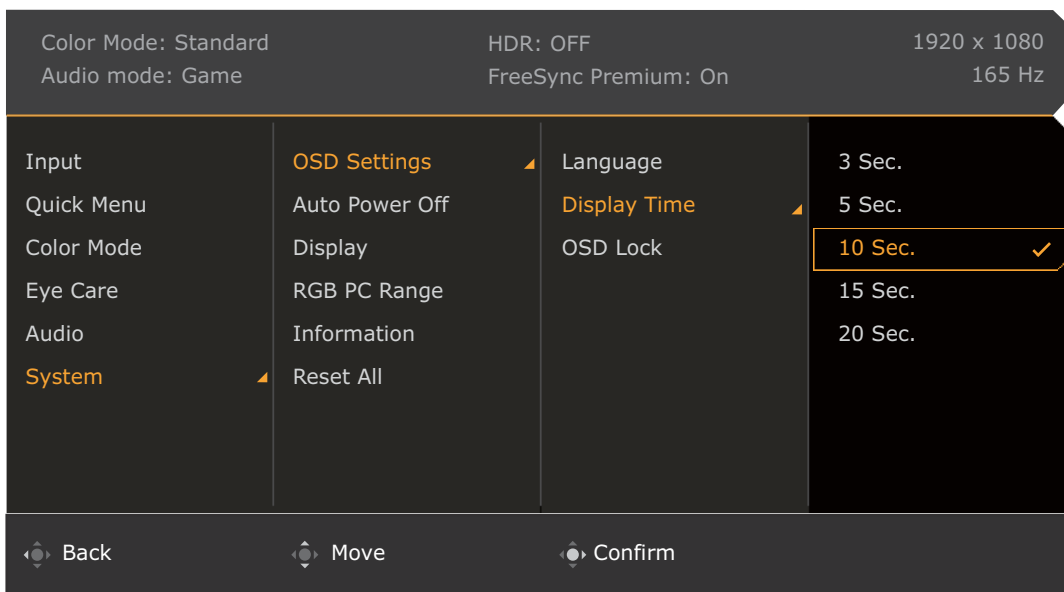 Color Mode: Standard
HDR: OFF
1920 x 1080
Audio mode: Game
FreeSync Premium: On
165 Hz
Input
Quick Menu
Color Mode
Eye Care
Audio
System
OSD Settings
Auto Power Off
Display
RGB PC Range
Information
Reset All
Language
Display Time
OSD Lock
3 Sec.
5 Sec.
10 Sec.
15 Sec.
20 Sec.
Back
Move
Confirm